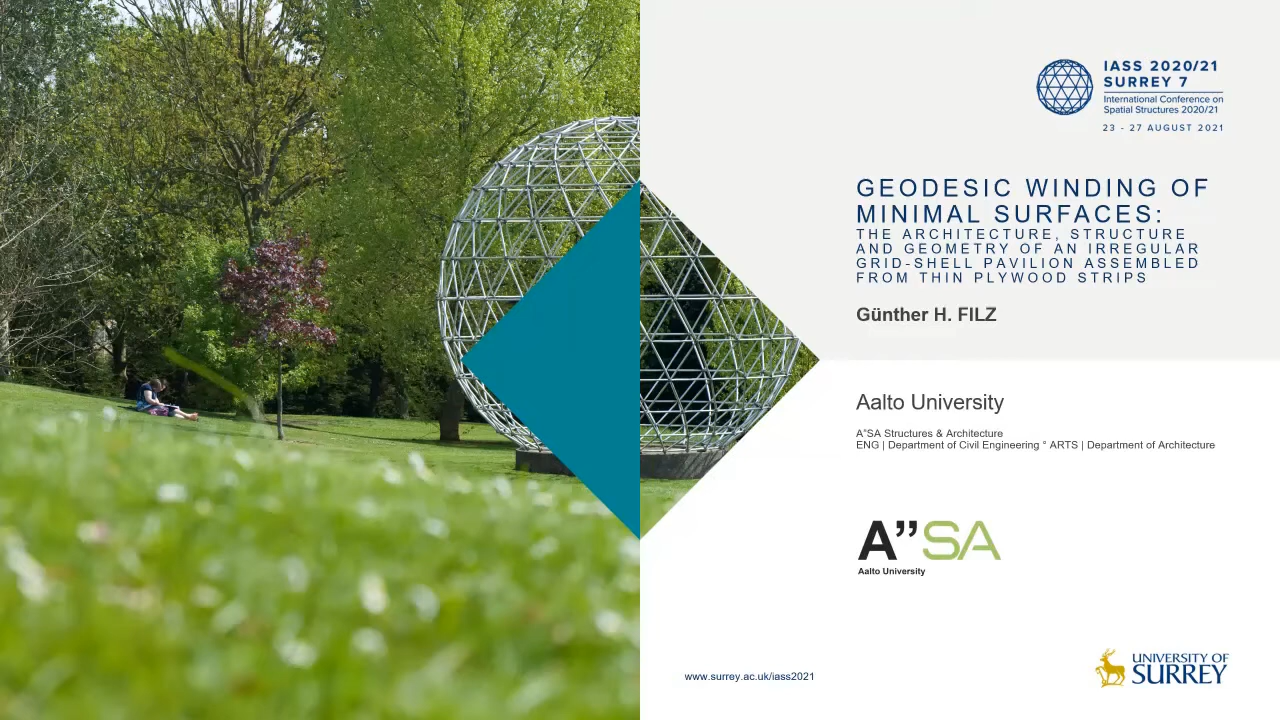 IASS 2020/21
SURREY 7
International Conference on
Spatial Structures 2020/21
23 - 27 AUGUST 2021
GEODESIC WINDING OF
MINIMAL SURFACES:
THE ARCHITECTURE, STRUCTURE
AND GEOMETRY OF AN IRREGULAR
GRID-SHELL PAVILION ASSEMBLED
FROM THIN PLYWOOD STRIPS
Günther H. FILZ
Aalto University
A"SA Structures & Architecture
ENG | Department of Civil Engineering ° ARTS | Department of Architecture
A”SA
Aalto University
www.surrey.ac.uk/iass2021
UNIVERSITY OF
SURREY